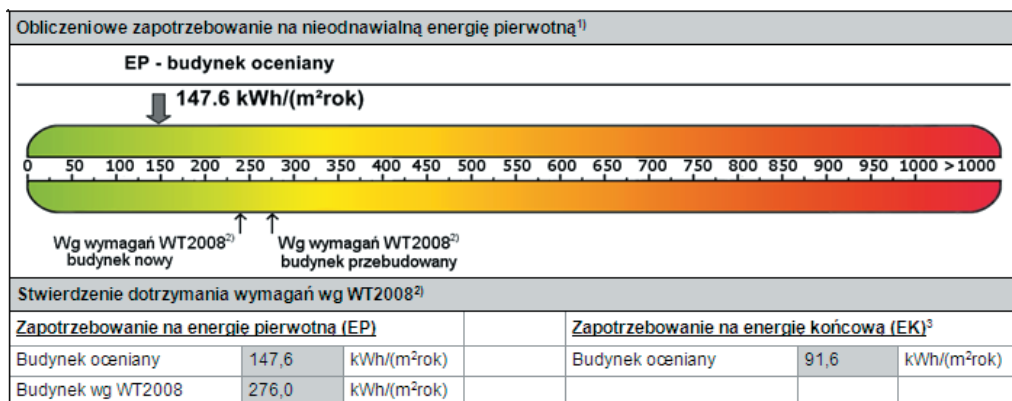 Obliczeniowe zapotrzebowanie na nieodnawialną energię pierwotną1)
EP - budynek oceniany
147.6 kWh/(m²rok)
0 50 100 150 200 250 300 350 400 450 500 550 600 650 700 750 800 850 900 950 1000 >1000
Wg wymagań WT20082)
budynek nowy
Wg wymagań WT20082)
budynek przebudowany
Stwierdzenie dotrzymania wymagań wg WT20082)
Zapotrzebowanie na energię pierwotną (EP) Zapotrzebowanie na energię końcową (EK)3
Budynek oceniany 147,6 kWh/(m2rok) Budynek oceniany 91,6 kWh/(m2rok)
Budynek wg WT2008 276,0 kWh/(m2rok)